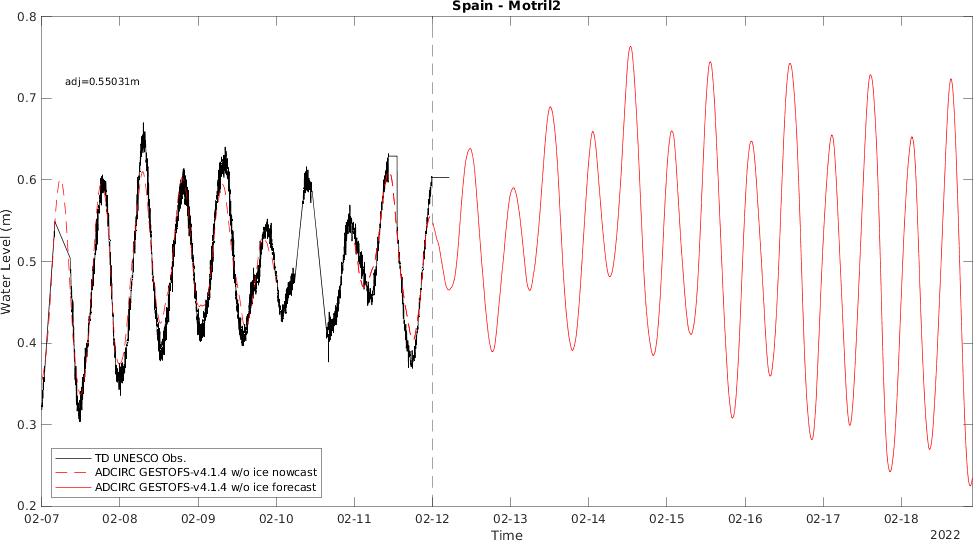 Spain - Motril2
adj=0.55031m
Water Level (m)
0.8
0.7
0.6
0.5
0.4
0.3
0.2
TD UNESCO Obs.
ADCIRC GESTOFS-v4.1.4 w/o ice nowcast
ADCIRC GESTOFS-v4.1.4 w/o ice forecast
02-07 02-08 02-09 02-10 02-11 02-12 02-13 02-14 02-15 02-16 02-17 02-18
Time
2022